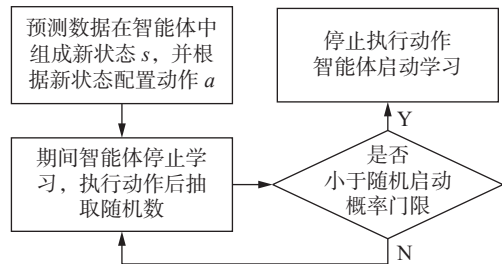 预测数据在智能体中
组成新状态 s，并根
据新状态配置动作 a
停止执行动作
智能体启动学习
Y
期间智能体停止学
习，执行动作后抽
取随机数
是否
小于随机启动
概率门限
N